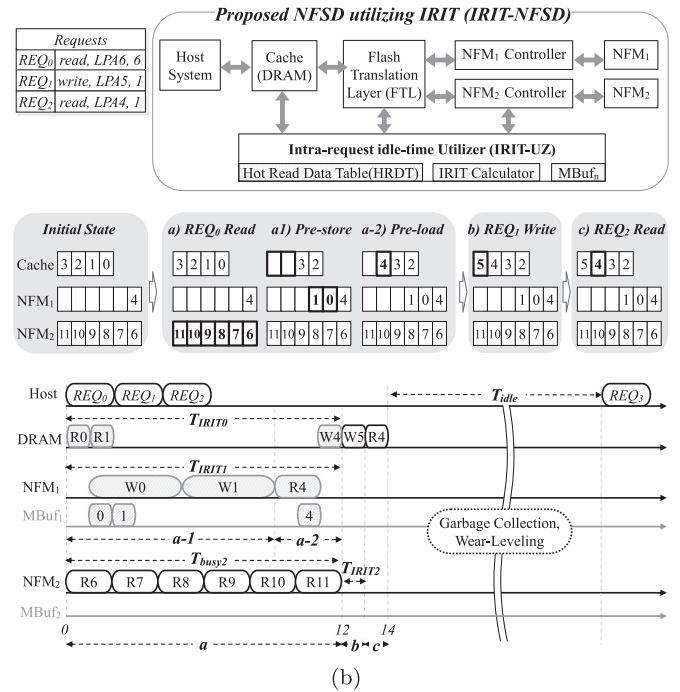 Proposed NFSD utilizing IRIT (IRIT-NFSD)
Requests
REQ0 read, LPA6, 6
REQ1 write, LPA5, 1
REQ2 read, LPA4, 1
Host System
Cache (DRAM)
Flash Translation Layer (FTL)
NFM1 Controller
NFM1
NFM2 Controller
NFM2
Intra-request idle-time Utilizer (IRIT-UZ)
Hot Read Data Table(HRDT)
IRIT Calculator
MBufn
Initial State
a) REQ0 Read
a1) Pre-store
a-2) Pre-load
b) REQ1 Write
c) REQ2 Read
Cache 3 2 1 0
3 2 1 0
3 2
4 3 2
5 4 3 2
5 4 3 2
NFM1 4
4
1 0 4
1 0 4
1 0 4
1 0 4
NFM2 11 10 9 8 7 6
11 10 9 8 7 6
11 10 9 8 7 6
11 10 9 8 7 6
11 10 9 8 7 6
11 10 9 8 7 6
Host REQ0 REQ1 REQ2 Tidle REQ3
TIRIT0
DRAM R0 R1 W4 W5 R4
TIRIT1
NFM1 W0 W1 R4
MBuf1 0 1 4
Garbage Collection,
Wear-Leveling
a-1 a-2
Tbusy2
TIRIT2
NFM2 R6 R7 R8 R9 R10 R11
MBuf2
0 12 14
a b c
(b)